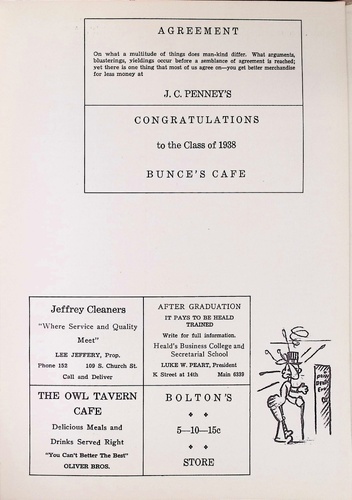 AGREEMENT
On what a multitude of things does man-kind differ. What arguments,
blusterings, yieldings occur before a semblance of agreement is reached;
yet there is one thing that most of us agree on—you get better merchandise
for less money at
J. C. PENNEY'S
CONGRATULATIONS
to the Class of 1938
BUNCE'S CAFE
Jeffrey Cleaners
"Where Service and Quality
Meet"
LEE JEFFERY, Prop.
Phone 152 109 S. Church St.
Call and Deliver
AFTER GRADUATION
IT PAYS TO BE HEALD
TRAINED
Write for full information.
Heald's Business College and
Secretarial School
LUKE W. PEART, President
K Street at 14th Main 6239
THE OWL TAVERN
CAFE
Delicious Meals and
Drinks Served Right
"You Can't Better The Best"
OLIVER BROS.
BOLTON'S
5—10—15c
STORE